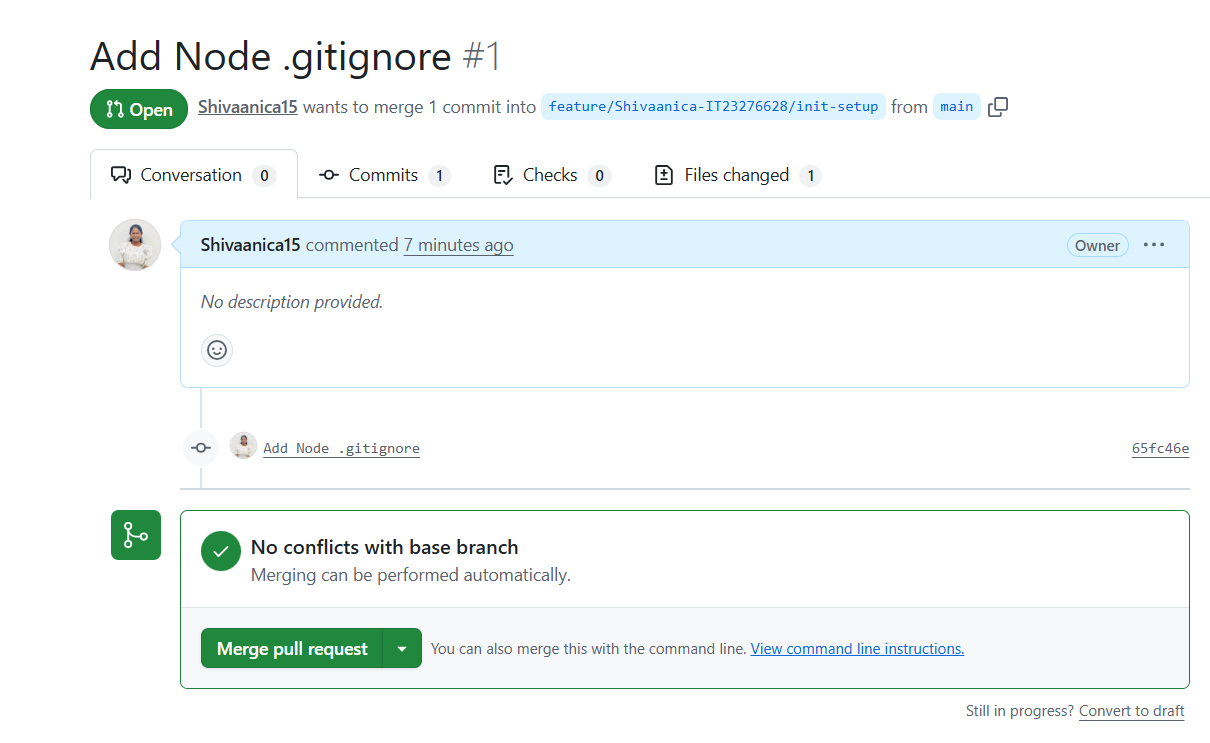 Add Node .gitignore #1
Open Shivaanica15 wants to merge 1 commit into feature/Shivaanica-IT23276628/init-setup from main
Conversation 0 Commits 1 Checks 0 Files changed 1
Shivaanica15 commented 7 minutes ago Owner
No description provided.
Add Node .gitignore 65fc46e
No conflicts with base branch
Merging can be performed automatically.
Merge pull request You can also merge this with the command line. View command line instructions.
Still in progress? Convert to draft